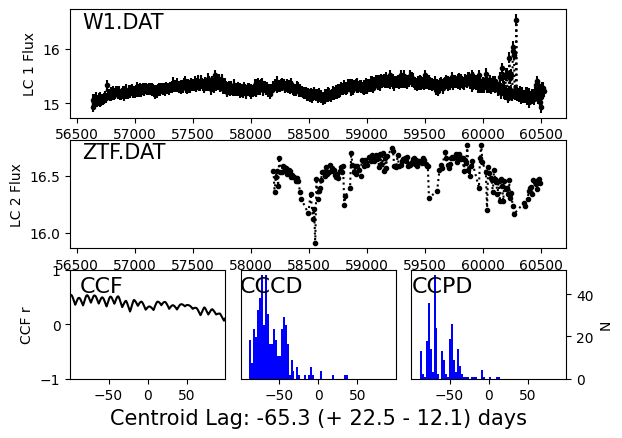 W1.DAT
LC 1 Flux
16
15
56500 57000 57500 58000 58500 59000 59500 60000 60500
ZTF.DAT
LC 2 Flux
16.5
16.0
56500 57000 57500 58000 58500 59000 59500 60000 60500
CCF CCCD CCPD
CCF r
1
0
−1
40
20
0
N
−50 0 50 −50 0 50 −50 0 50
Centroid Lag: -65.3 (+ 22.5 - 12.1) days